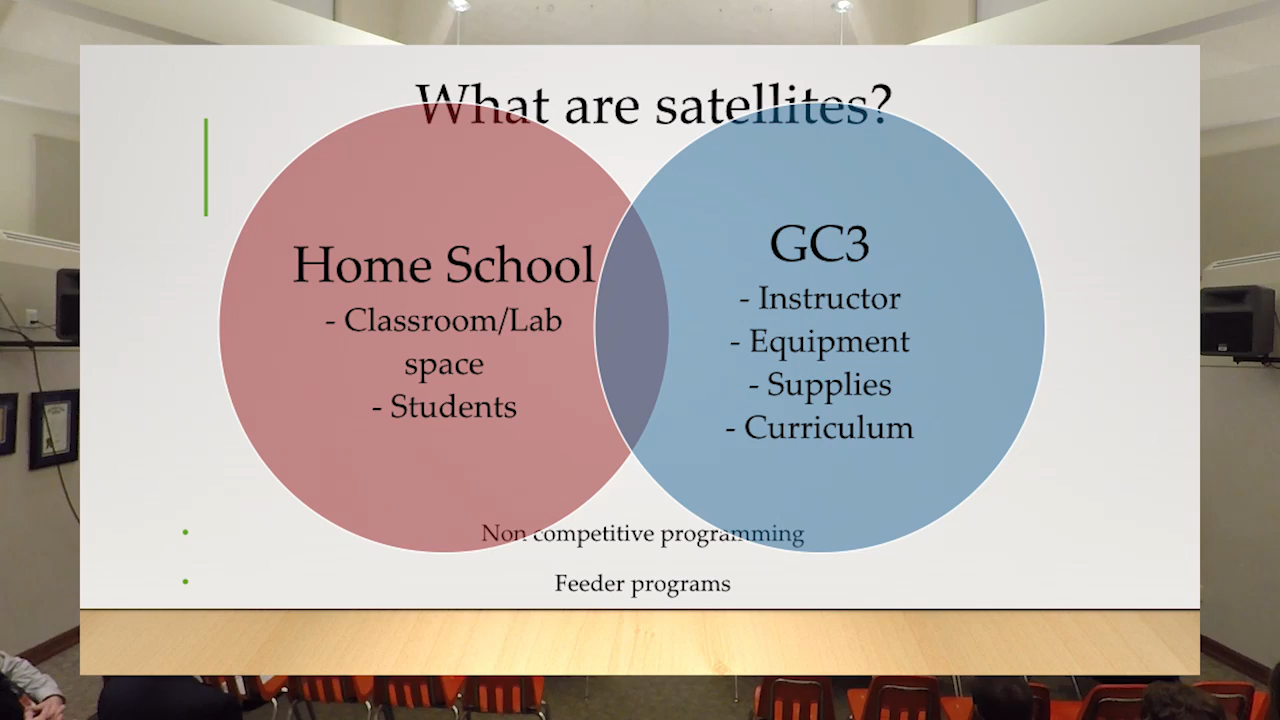 What are satellites?
Home School
- Classroom/Lab
space
- Students
GC3
- Instructor
- Equipment
- Supplies
- Curriculum
Non competitive programming
Feeder programs